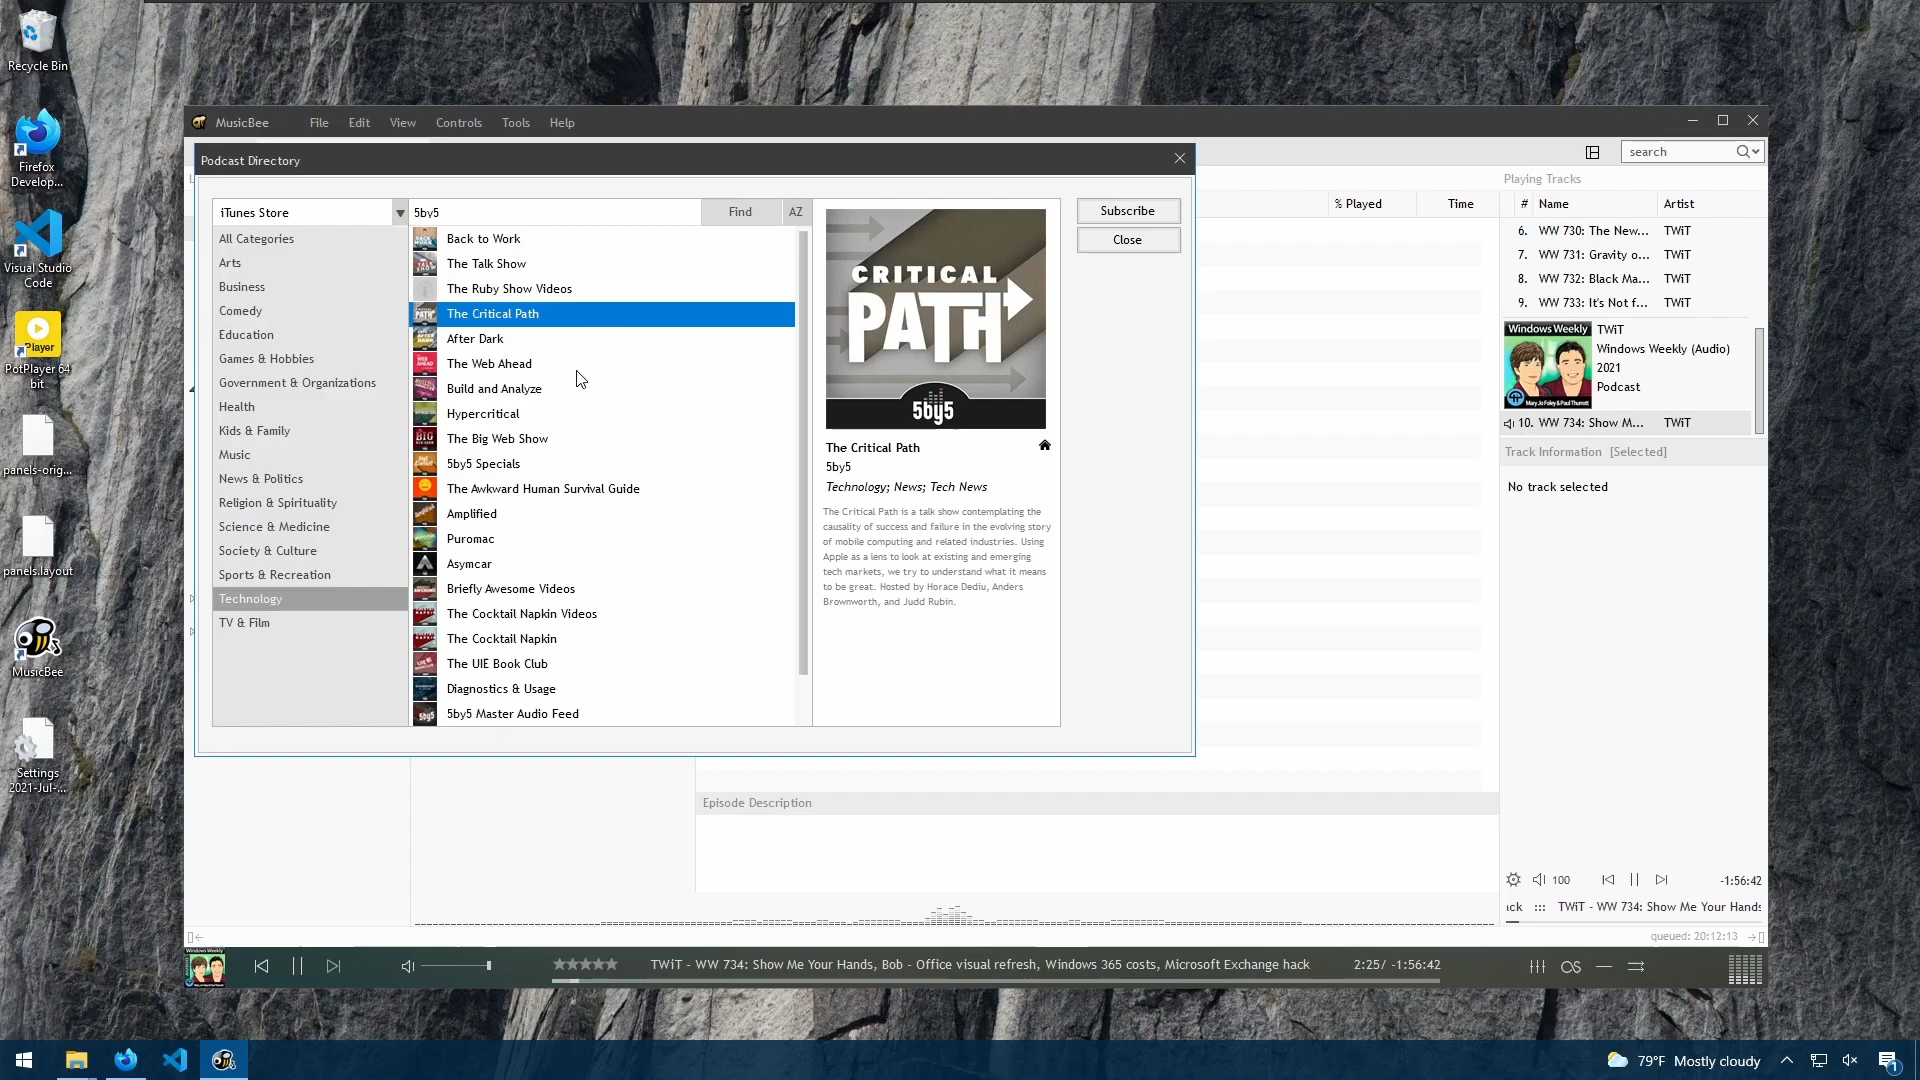 Recycle Bin
Firefox
Develop...
Visual Studio
Code
Player
PotPlayer 64
bit
panels-orig...
panels.layout
MusicBee
Settings
2021-Jul-...
MusicBee
File Edit View Controls Tools Help
search
Podcast Directory
iTunes Store
5by5
Find
AZ
Subscribe
Close
All Categories
Arts
Business
Comedy
Education
Games & Hobbies
Government & Organizations
Health
Kids & Family
Music
News & Politics
Religion & Spirituality
Science & Medicine
Society & Culture
Sports & Recreation
Technology
TV & Film
Back to Work
The Talk Show
The Ruby Show Videos
The Critical Path
After Dark
The Web Ahead
Build and Analyze
Hypercritical
The Big Web Show
5by5 Specials
The Awkward Human Survival Guide
Amplified
Puromac
Asymcar
Briefly Awesome Videos
The Cocktail Napkin Videos
The Cocktail Napkin
The UIE Book Club
Diagnostics & Usage
5by5 Master Audio Feed
CRITICAL
PATH
5by5
The Critical Path
5by5
Technology; News; Tech News
The Critical Path is a talk show contemplating the
causality of success and failure in the evolving story
of mobile computing and related industries. Using
Apple as a lens to look at existing and emerging
tech markets, we try to understand what it means
to be great. Hosted by Horace Dediu, Anders
Brownworth, and Judd Rubin.
% Played Time
Episode Description
Playing Tracks
# Name Artist
6. WW 730: The New... TWiT
7. WW 731: Gravity o... TWiT
8. WW 732: Black Ma... TWiT
9. WW 733: It's Not f... TWiT
Windows Weekly
Mary Jo Foley & Paul Thurrott
TWiT
Windows Weekly (Audio)
2021
Podcast
10. WW 734: Show M... TWiT
Track Information [Selected]
No track selected
100
-1:56:42
ack ::: TWiT - WW 734: Show Me Your Hands
queued: 20:12:13
TWiT - WW 734: Show Me Your Hands, Bob - Office visual refresh, Windows 365 costs, Microsoft Exchange hack
2:25/ -1:56:42
79°F Mostly cloudy
1